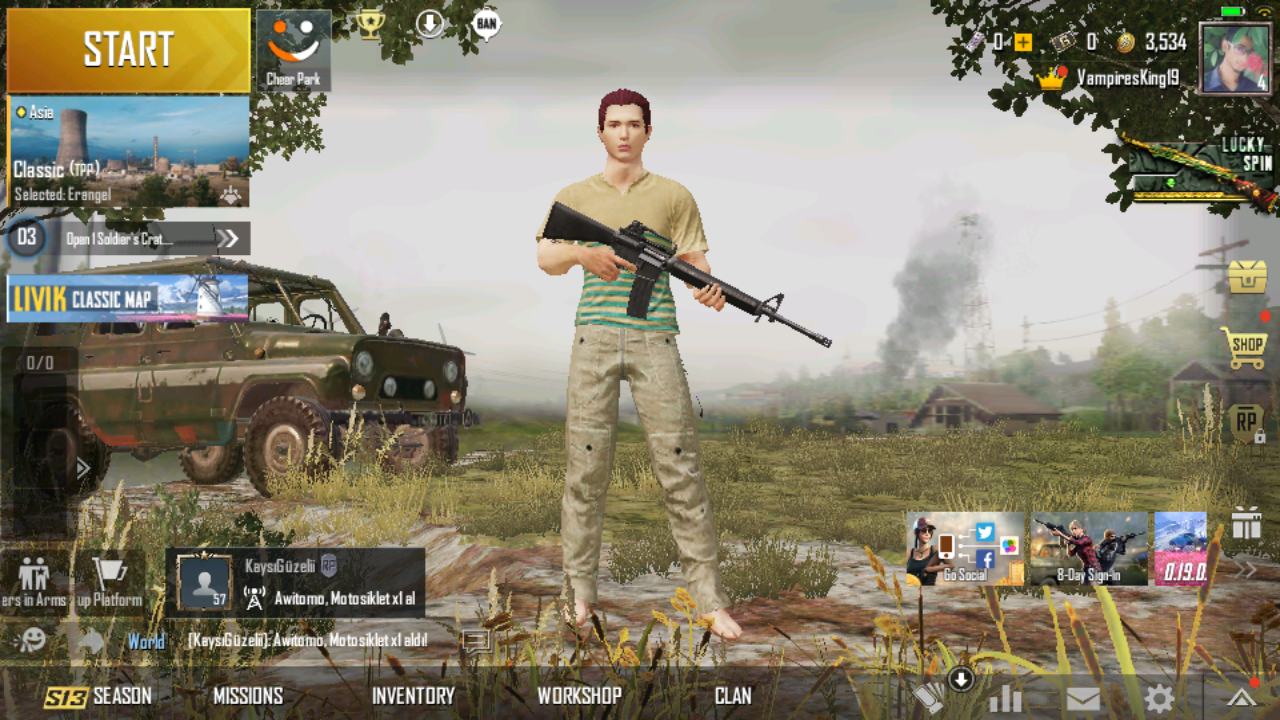 START
Cheer Park
BAN
0
0
3,534
VampiresKing19
4
Asia
Classic (TPP)
Selected: Erangel
LUCKY
SPIN
03
Open 1 Soldier's Crat...
LIVIK CLASSIC MAP
0/0
SHOP
RP
KaysıGüzelii RP
57
Awitomo, Motosiklet x1 al
ers in Arms
up Platform
World
[KaysıGüzelii]: Awitomo, Motosiklet x1 aldı!
Go Social
8-Day Sign-in
0.19.0
S13 SEASON
MISSIONS
INVENTORY
WORKSHOP
CLAN